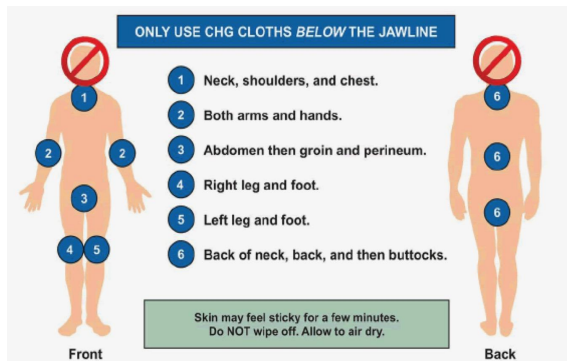 ONLY USE CHG CLOTHS BELOW THE JAWLINE
1 Neck, shoulders, and chest.
2 Both arms and hands.
3 Abdomen then groin and perineum.
4 Right leg and foot.
5 Left leg and foot.
6 Back of neck, back, and then buttocks.
1
2 2
3
4 5
6
6
6
Skin may feel sticky for a few minutes.
Do NOT wipe off. Allow to air dry.
Front
Back